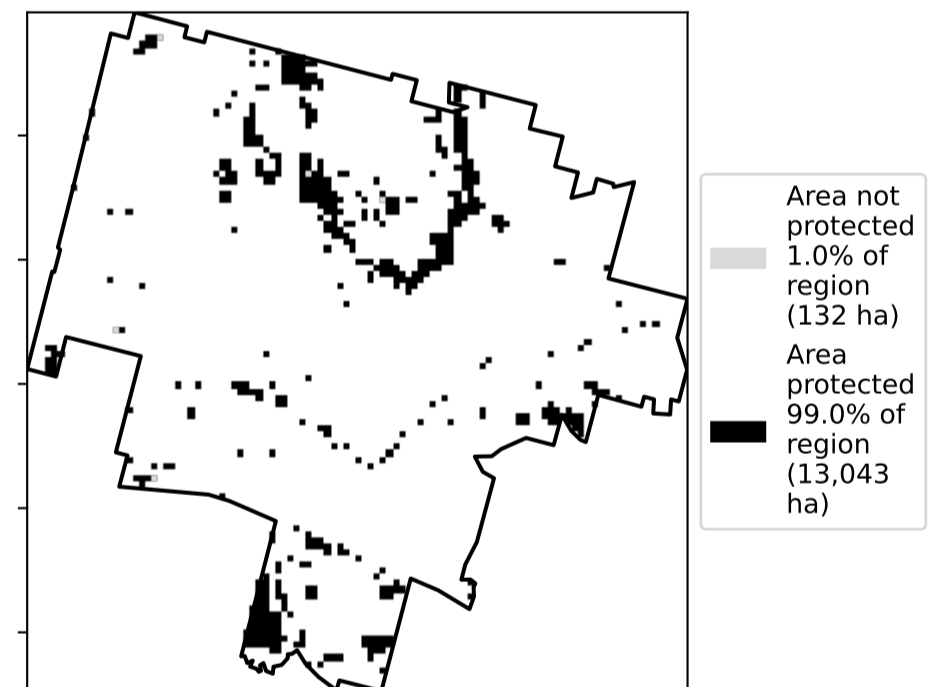 Area not
protected
1.0% of
region
(132 ha)
Area
protected
99.0% of
region
(13,043
ha)